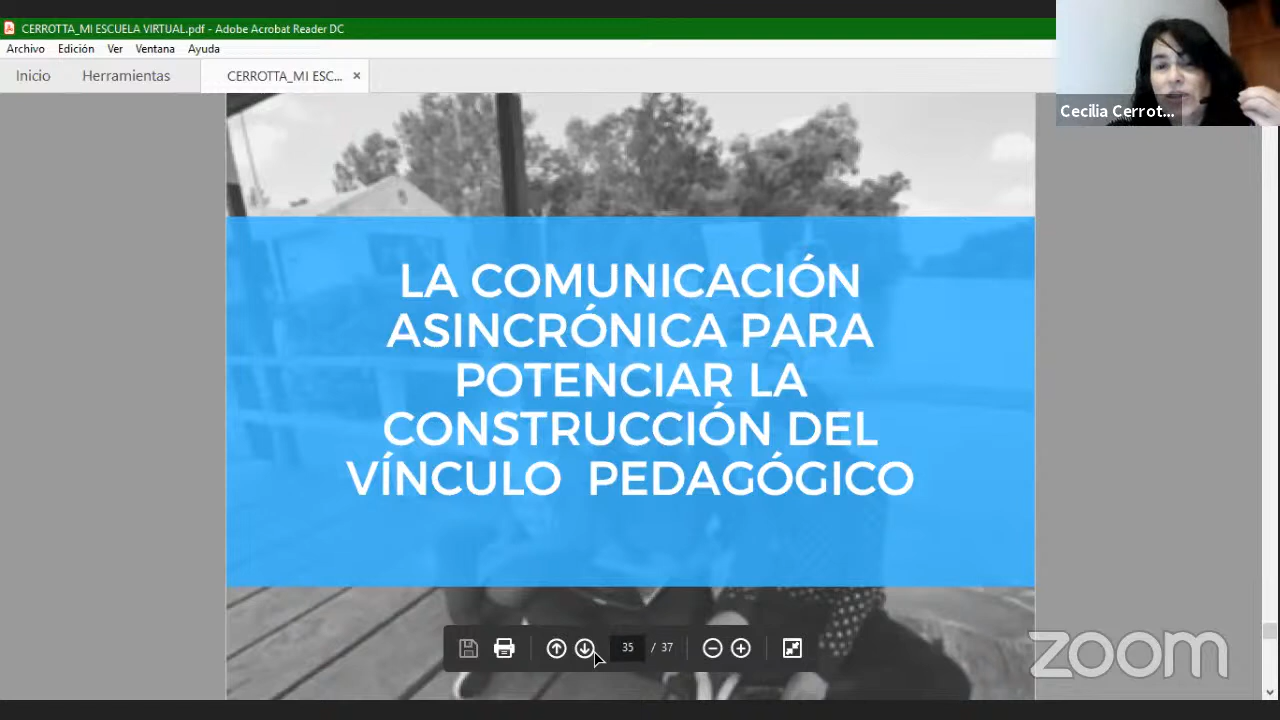 CERROTTA_MI ESCUELA VIRTUAL.pdf - Adobe Acrobat Reader DC
Archivo Edición Ver Ventana Ayuda
Inicio Herramientas CERROTTA_MI ESC... ×
Cecilia Cerrot...
LA COMUNICACIÓN
ASINCRÓNICA PARA
POTENCIAR LA
CONSTRUCCIÓN DEL
VÍNCULO PEDAGÓGICO
35 / 37
zoom